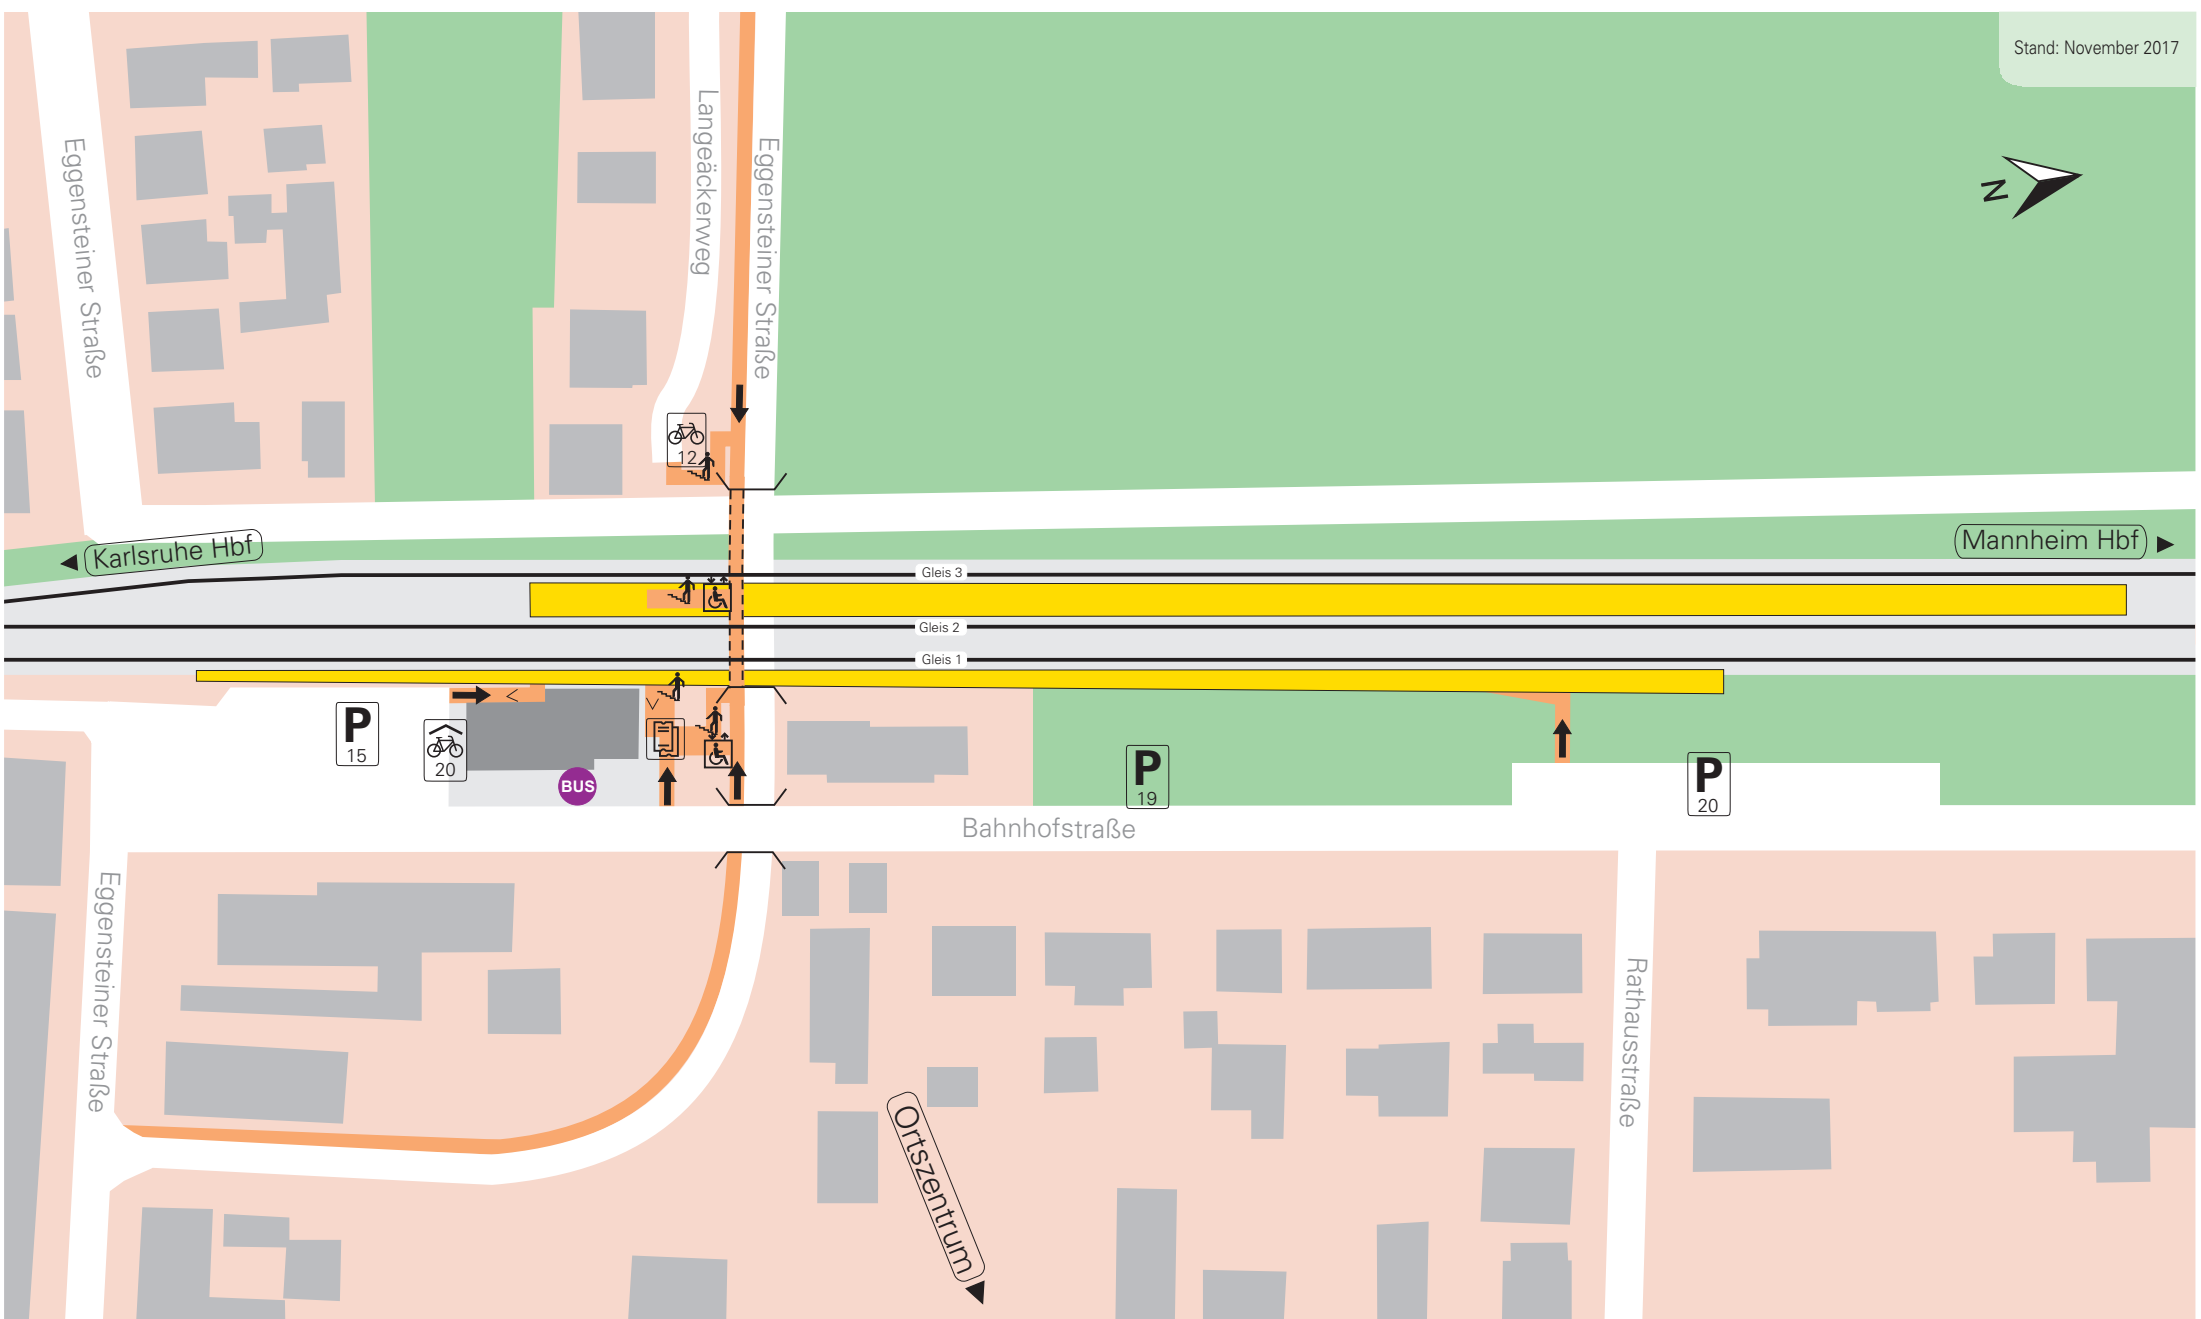 Stand: November 2017
N
Eggensteiner Straße
Langeäckerweg
Eggensteiner Straße
12
Karlsruhe Hbf
Mannheim Hbf
Gleis 3
Gleis 2
Gleis 1
P
15
20
BUS
P
19
P
20
Bahnhofstraße
Eggensteiner Straße
Rathausstraße
Ortszentrum